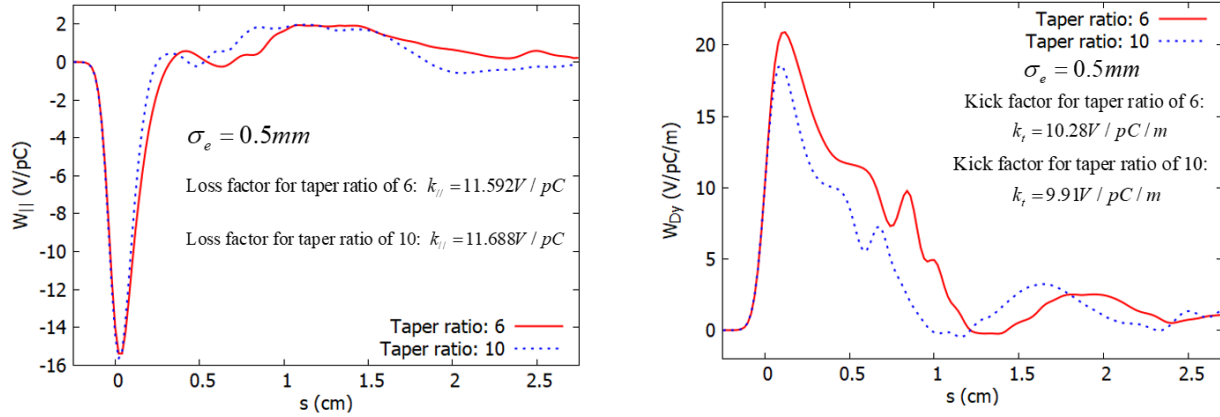 2
0
-2
-4
-6
-8
-10
-12
-14
-16
W|| (V/pC)
σe = 0.5mm
Loss factor for taper ratio of 6: k// = 11.592V / pC
Loss factor for taper ratio of 10: k// = 11.688V / pC
Taper ratio: 6
Taper ratio: 10
0 0.5 1 1.5 2 2.5
s (cm)
20
15
10
5
0
WDy (V/pC/m)
Taper ratio: 6
Taper ratio: 10
σe = 0.5mm
Kick factor for taper ratio of 6:
kt = 10.28V / pC / m
Kick factor for taper ratio of 10:
kt = 9.91V / pC / m
0 0.5 1 1.5 2 2.5
s (cm)